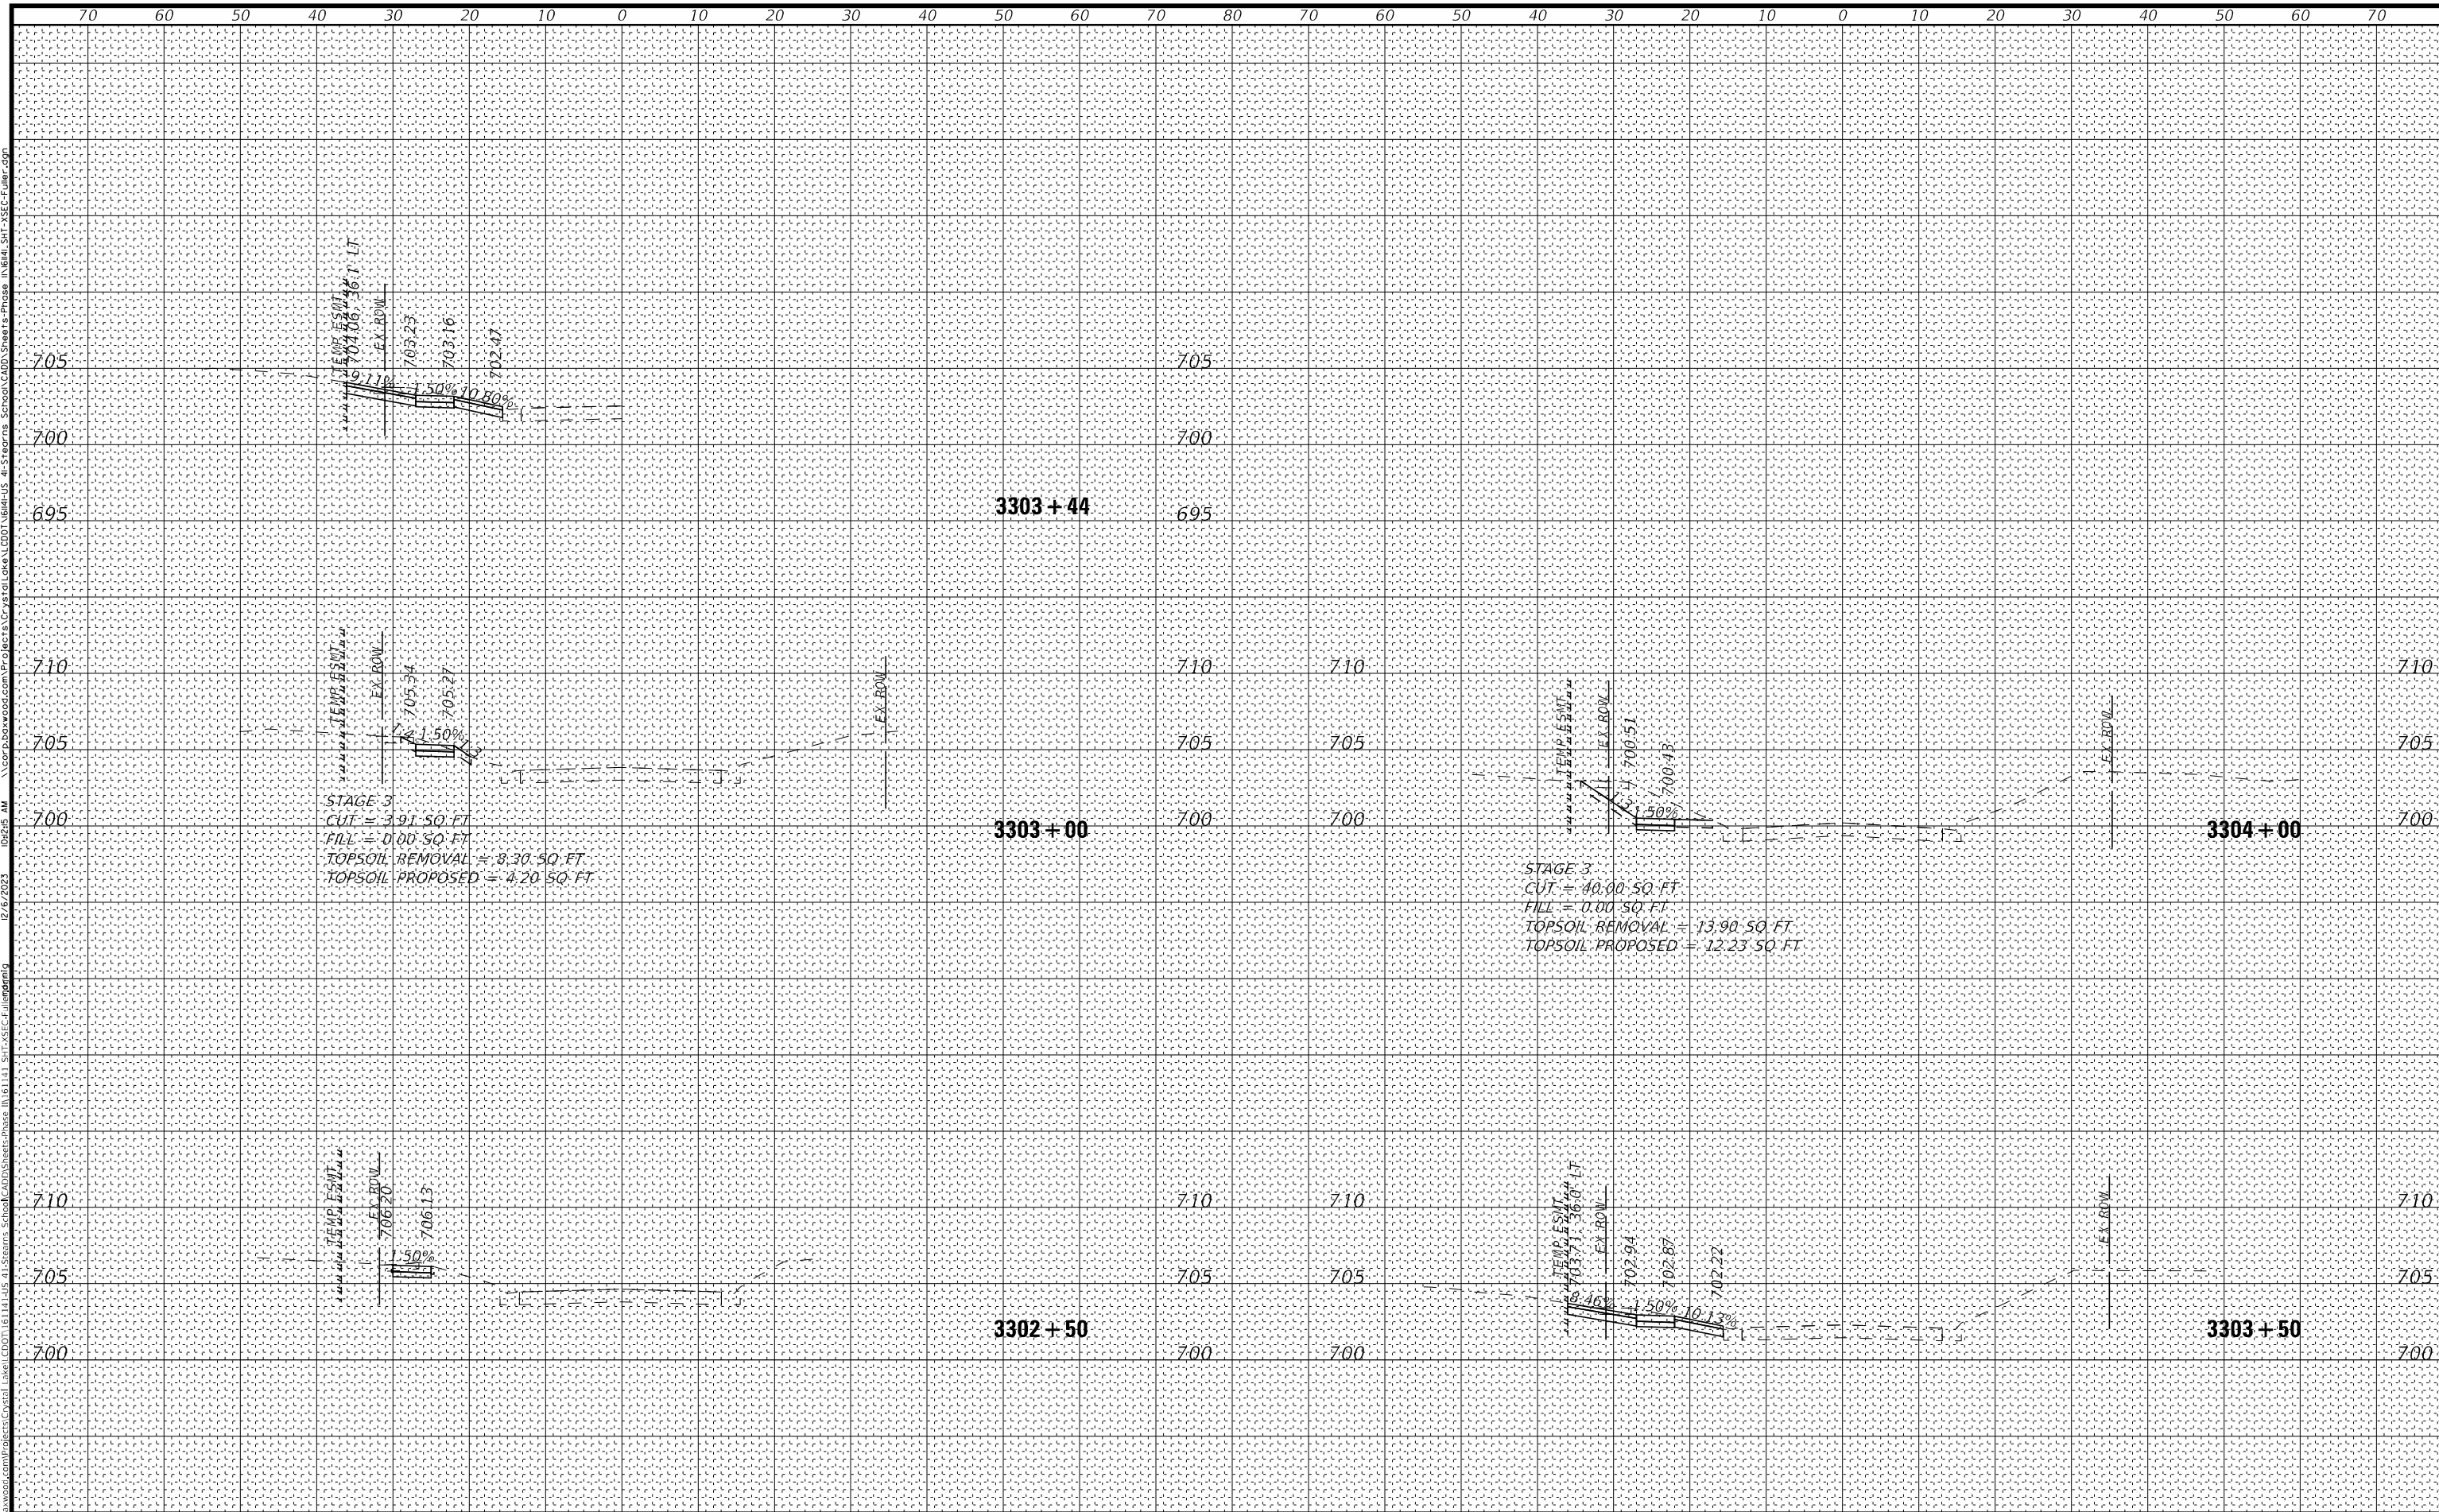 70 60 50 40 30 20 10 0 10 20 30 40 50 60 70 80 70 60 50 40 30 20 10 0 10 20 30 40 50 60 70
TEMP ESMT
704.06, 36.1' LT
EX ROW
703.23
703.16
702.47
9.11%
1.50%
10.80%
705 705
700 700
695 695
3303+44
TEMP ESMT
EX ROW
705.34
705.27
EX ROW
1.50%
1:3
710 710
705 705
700 700
3303+00
STAGE 3
CUT = 3.91 SQ FT
FILL = 0.00 SQ FT
TOPSOIL REMOVAL = 8.30 SQ FT
TOPSOIL PROPOSED = 4.20 SQ FT
TEMP ESMT
EX ROW
700.51
700.43
EX ROW
1:3
1.50%
710 710
705 705
700 700
3304+00
STAGE 3
CUT = 40.00 SQ FT
FILL = 0.00 SQ FT
TOPSOIL REMOVAL = 13.90 SQ FT
TOPSOIL PROPOSED = 12.23 SQ FT
TEMP ESMT
EX ROW
706.20
706.13
1.50%
710 710
705 705
700 700
3302+50
TEMP ESMT
703.71, 36.0' LT
EX ROW
702.94
702.87
702.22
EX ROW
8.46%
1.50%
10.13%
710 710
705 705
700 700
3303+50
12/6/2023